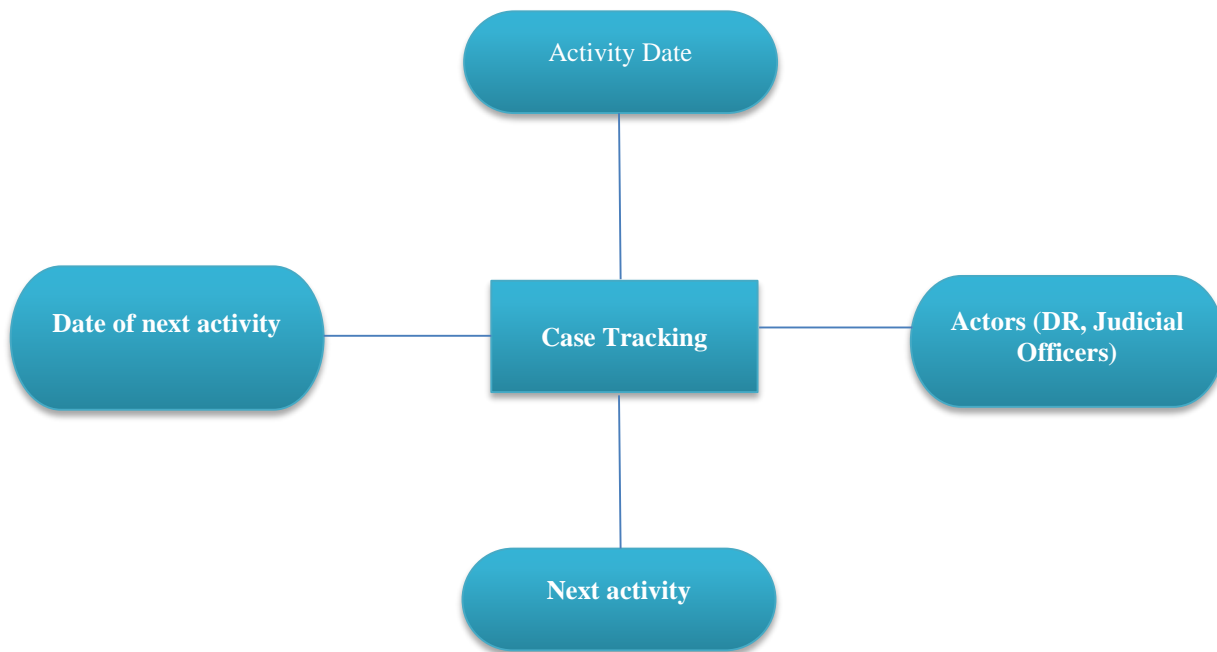 Activity Date
Date of next activity
Case Tracking
Actors (DR, Judicial
Officers)
Next activity